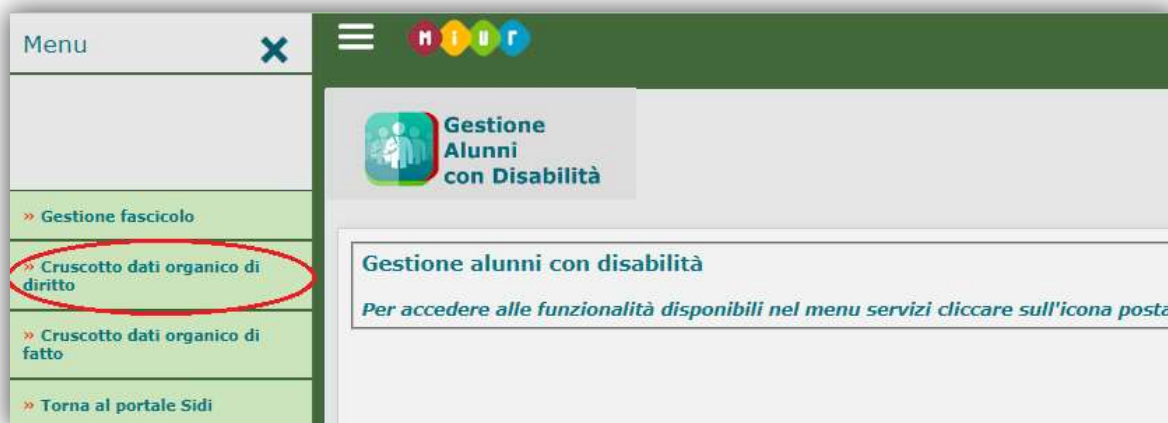 Menu
MIUR
Gestione
Alunni
con Disabilità
» Gestione fascicolo
» Cruscotto dati organico di
diritto
» Cruscotto dati organico di
fatto
» Torna al portale Sidi
Gestione alunni con disabilità
Per accedere alle funzionalità disponibili nel menu servizi cliccare sull'icona posta